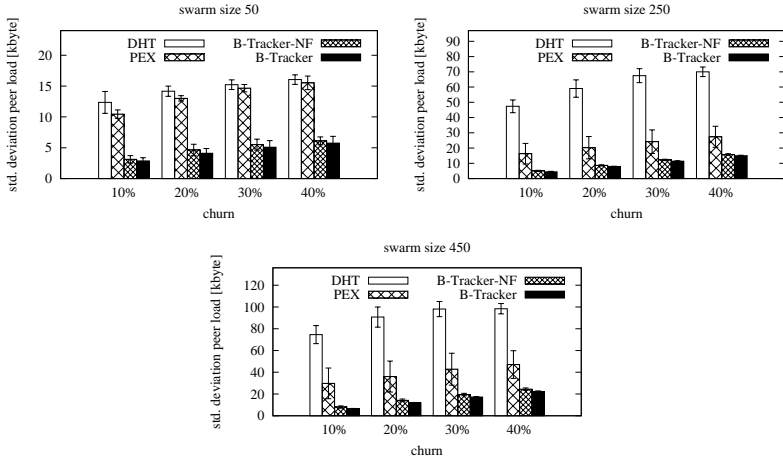 swarm size 50
std. deviation peer load [kbyte]
20
15
10
5
0
DHT
PEX
B-Tracker-NF
B-Tracker
10% 20% 30% 40%
churn
swarm size 250
std. deviation peer load [kbyte]
90
80
70
60
50
40
30
20
10
0
DHT
PEX
B-Tracker-NF
B-Tracker
10% 20% 30% 40%
churn
swarm size 450
std. deviation peer load [kbyte]
120
100
80
60
40
20
0
DHT
PEX
B-Tracker-NF
B-Tracker
10% 20% 30% 40%
churn